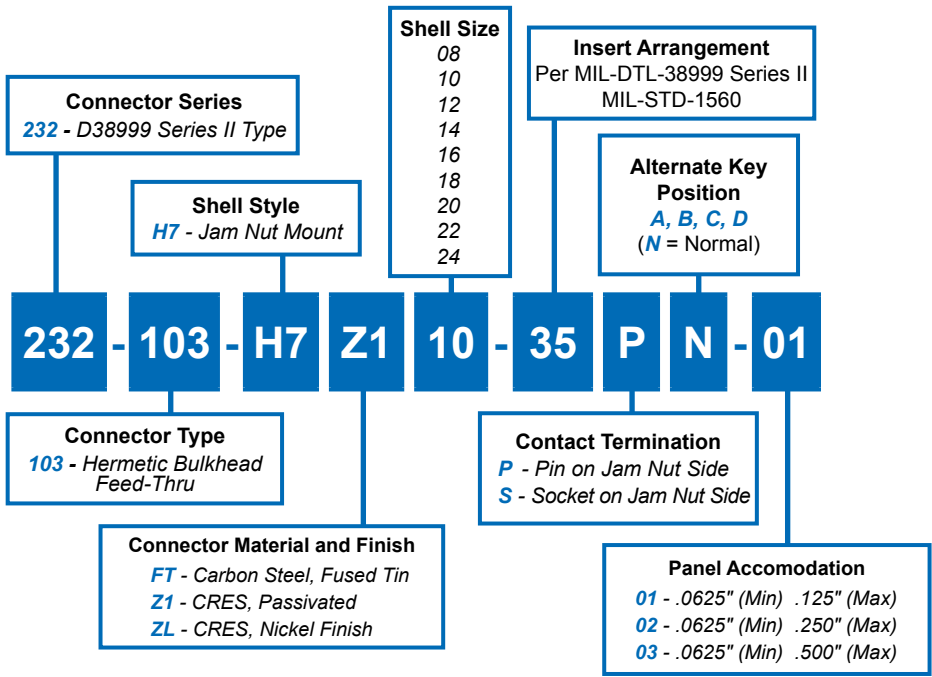 Shell Size
08
10
12
14
16
18
20
22
24
Insert Arrangement
Per MIL-DTL-38999 Series II
MIL-STD-1560
Connector Series
232 - D38999 Series II Type
Shell Style
H7 - Jam Nut Mount
Alternate Key
Position
A, B, C, D
(N = Normal)
232 - 103 - H7 Z1 10 - 35 P N - 01
Connector Type
103 - Hermetic Bulkhead
Feed-Thru
Contact Termination
P - Pin on Jam Nut Side
S - Socket on Jam Nut Side
Connector Material and Finish
FT - Carbon Steel, Fused Tin
Z1 - CRES, Passivated
ZL - CRES, Nickel Finish
Panel Accomodation
01 - .0625" (Min) .125" (Max)
02 - .0625" (Min) .250" (Max)
03 - .0625" (Min) .500" (Max)